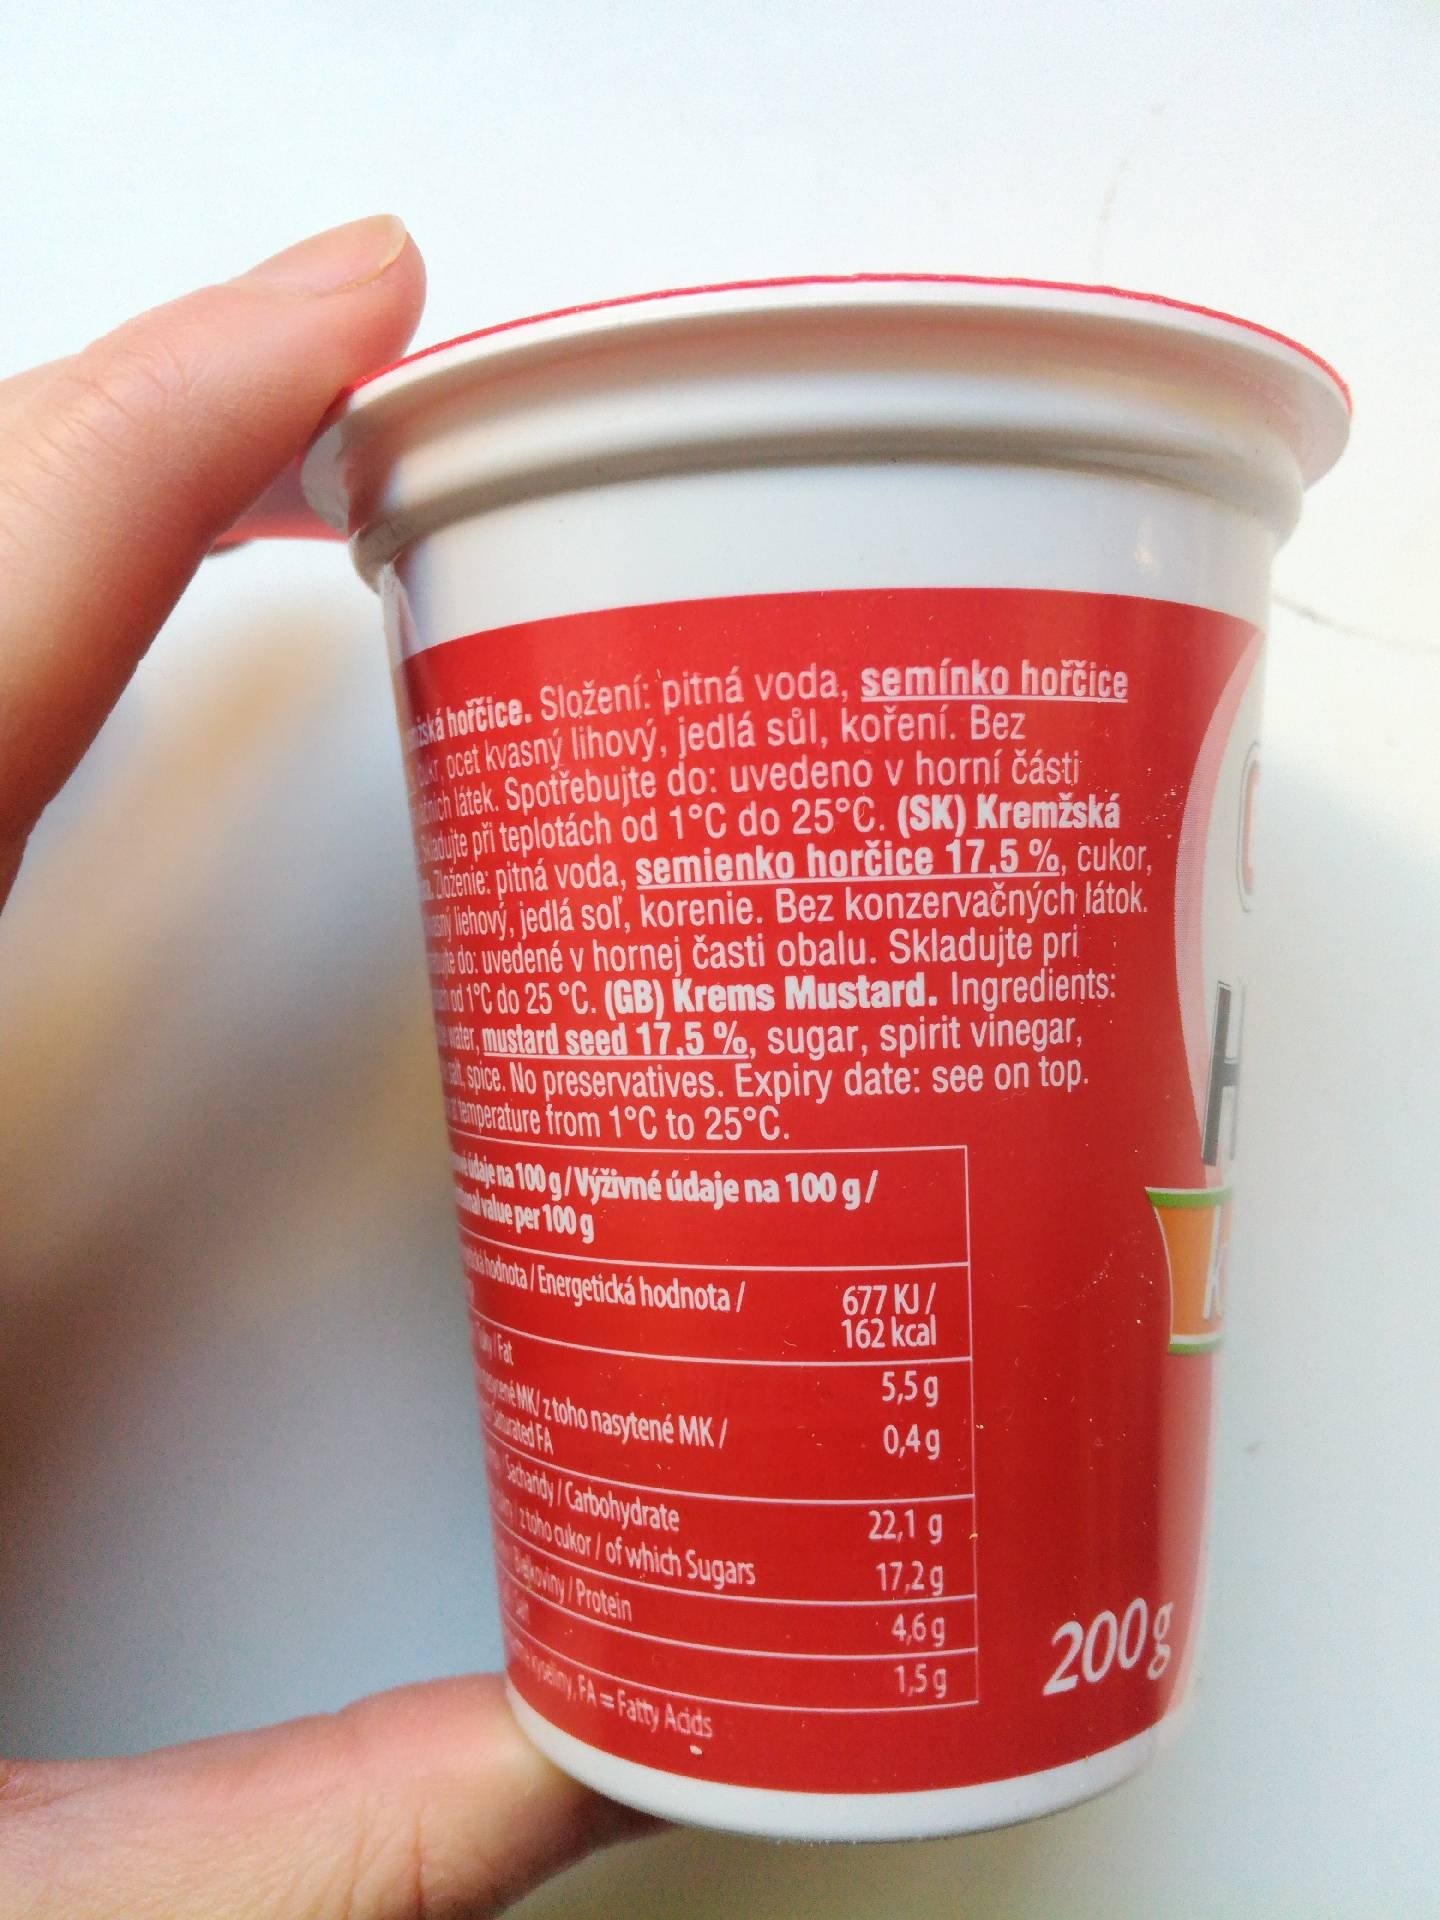 hořčice. Složení: pitná voda, semínko hořčice
ocet kvasný lihový, jedlá sůl, koření. Bez
látek. Spotřebujte do: uvedeno v horní části
při teplotách od 1°C do 25°C. (SK) Kremžská
Zloženie: pitná voda, semienko horčice 17,5 %, cukor,
liehový, jedlá soľ, korenie. Bez konzervačných látok.
do: uvedené v hornej časti obalu. Skladujte pri
od 1°C do 25 °C. (GB) Krems Mustard. Ingredients:
water, mustard seed 17,5 %, sugar, spirit vinegar,
salt, spice. No preservatives. Expiry date: see on top.
temperature from 1°C to 25°C.
údaje na 100 g/Výživné údaje na 100 g/
value per 100 g
hodnota / Energetická hodnota /
677 KJ /
162 kcal
/ Fat
5,5 g
MK/ z toho nasytené MK /
Saturated FA
0,4 g
Sacharidy / Carbohydrate
22,1 g
z toho cukor / of which Sugars
17,2 g
Bielkoviny / Protein
4,6 g
Salt
1,5 g
kyseliny, FA = Fatty Acids
200g